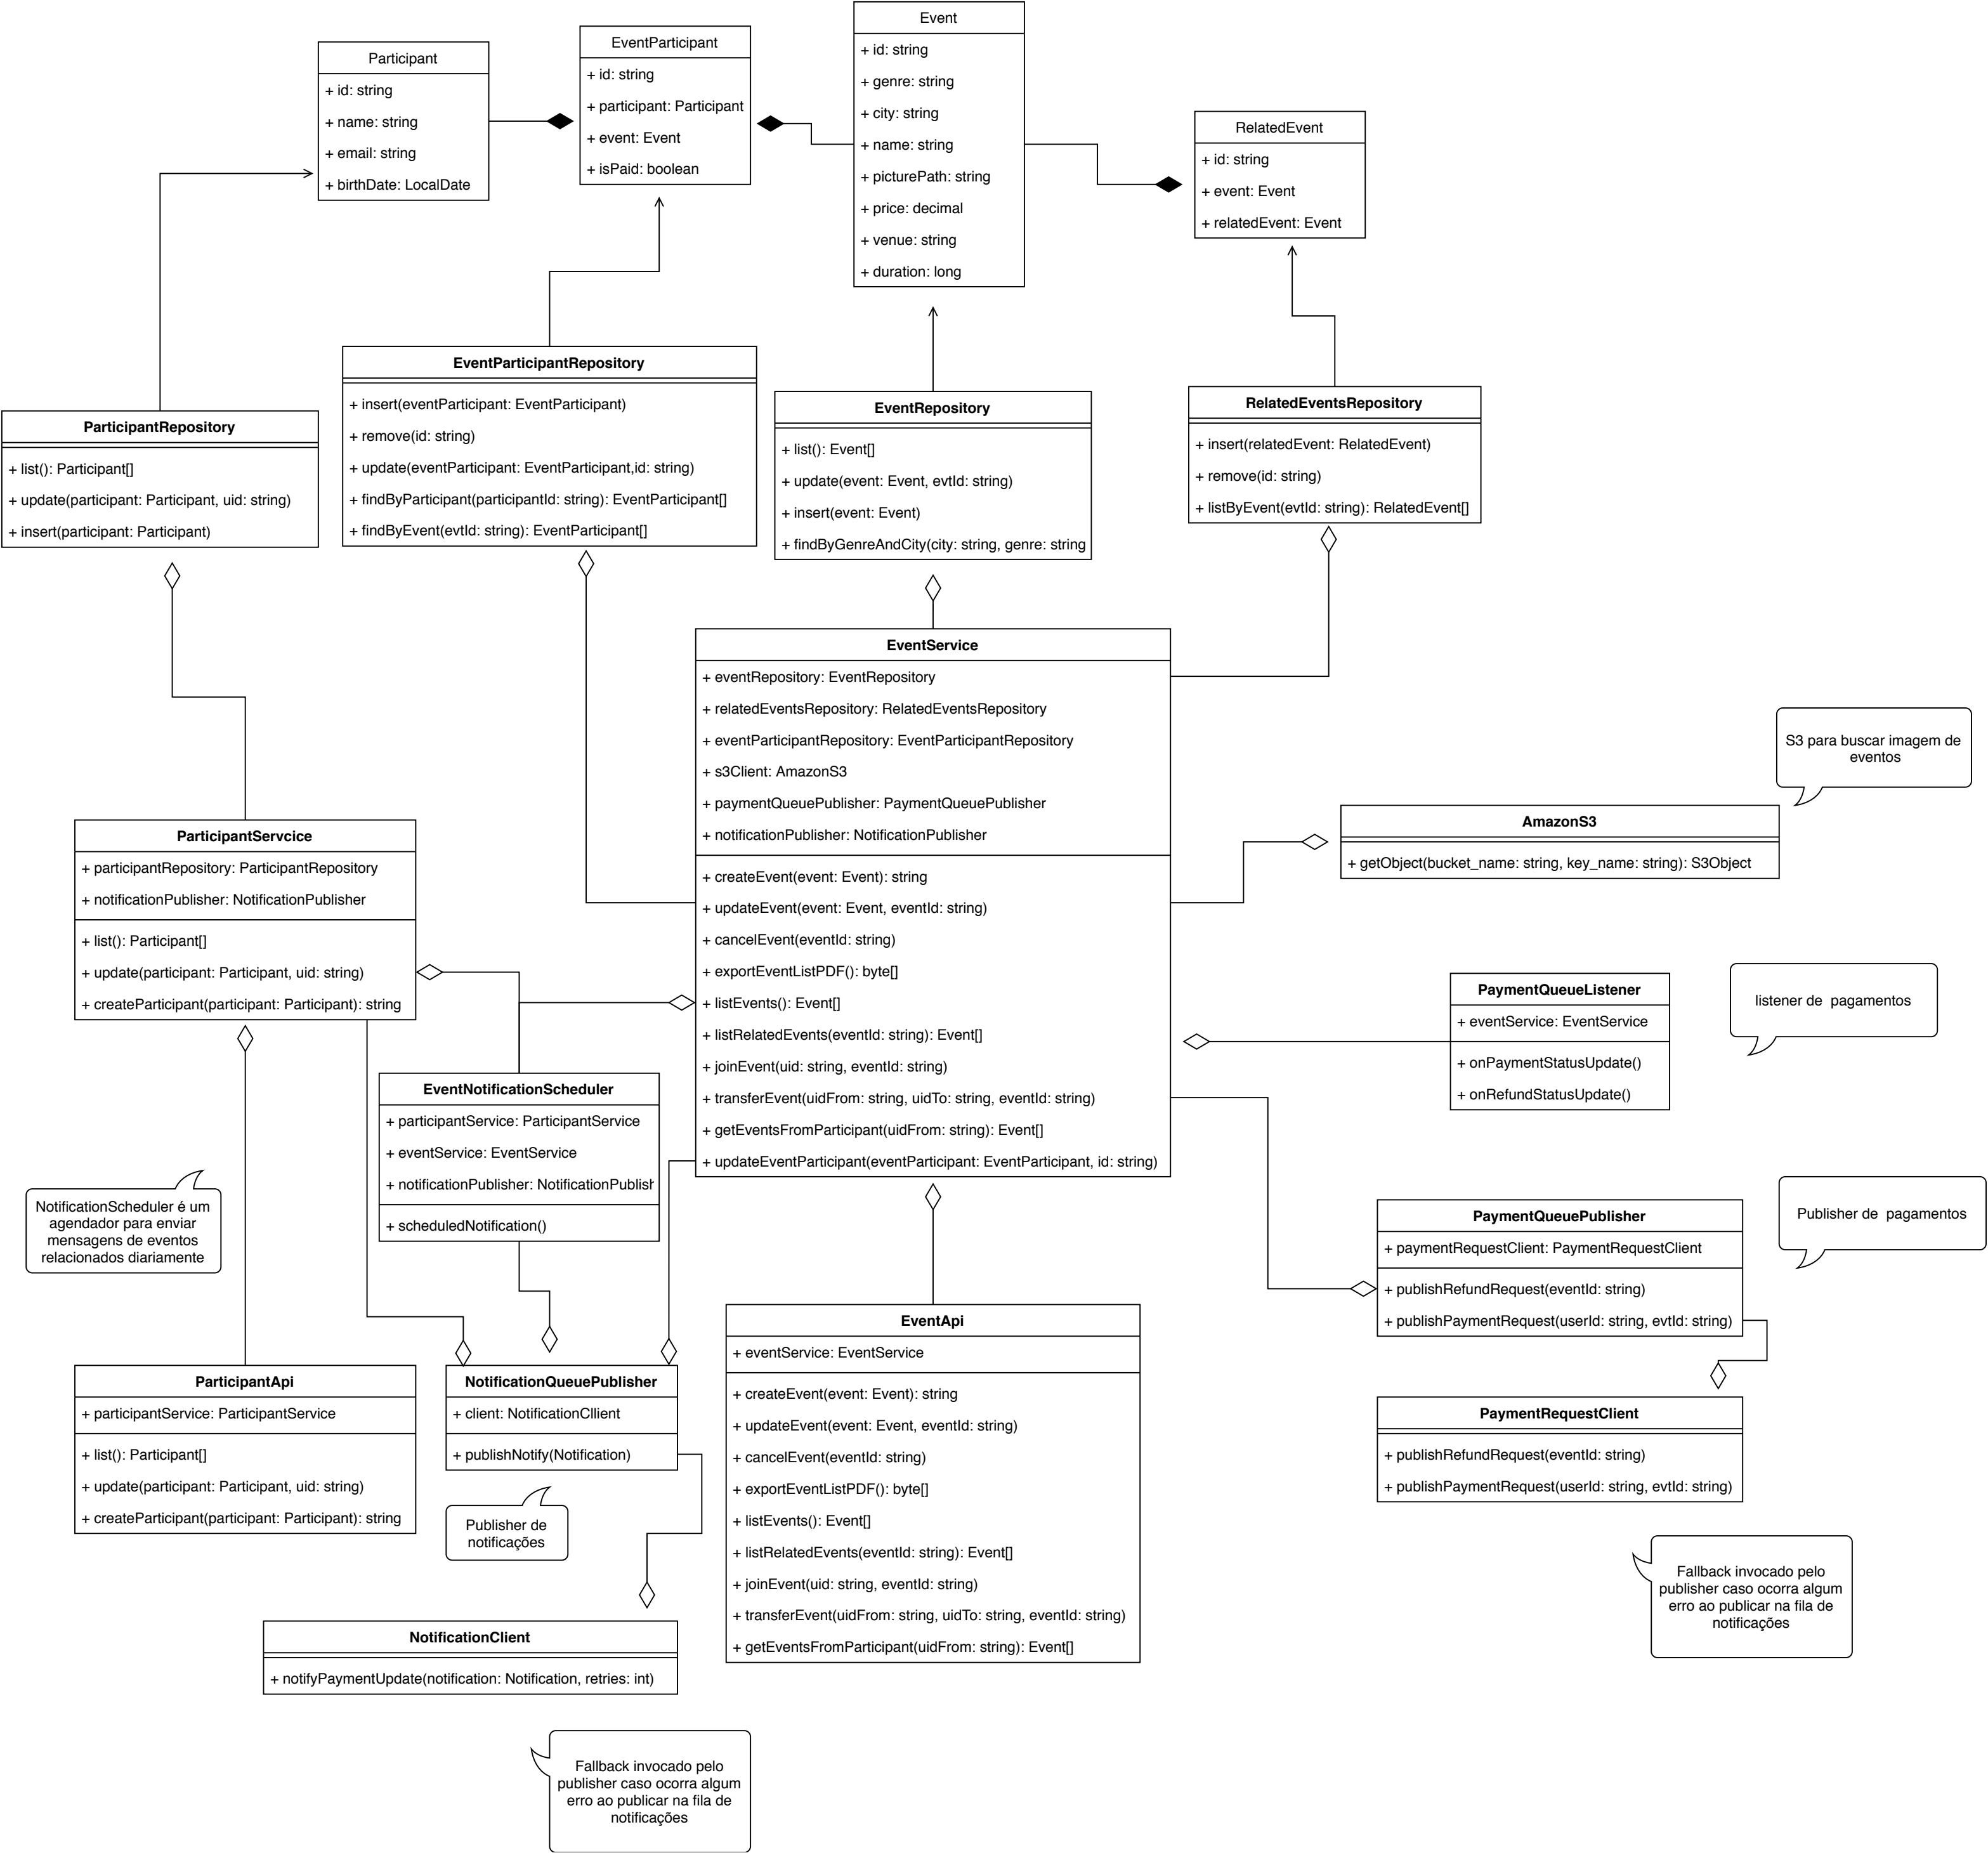 Participant
+ id: string
+ name: string
+ email: string
+ birthDate: LocalDate
EventParticipant
+ id: string
+ participant: Participant
+ event: Event
+ isPaid: boolean
Event
+ id: string
+ genre: string
+ city: string
+ name: string
+ picturePath: string
+ price: decimal
+ venue: string
+ duration: long
RelatedEvent
+ id: string
+ event: Event
+ relatedEvent: Event
ParticipantRepository
+ list(): Participant[]
+ update(participant: Participant, uid: string)
+ insert(participant: Participant)
EventParticipantRepository
+ insert(eventParticipant: EventParticipant)
+ remove(id: string)
+ update(eventParticipant: EventParticipant,id: string)
+ findByParticipant(participantId: string): EventParticipant[]
+ findByEvent(evtId: string): EventParticipant[]
EventRepository
+ list(): Event[]
+ update(event: Event, evtId: string)
+ insert(event: Event)
+ findByGenreAndCity(city: string, genre: string
RelatedEventsRepository
+ insert(relatedEvent: RelatedEvent)
+ remove(id: string)
+ listByEvent(evtId: string): RelatedEvent[]
EventService
+ eventRepository: EventRepository
+ relatedEventsRepository: RelatedEventsRepository
+ eventParticipantRepository: EventParticipantRepository
+ s3Client: AmazonS3
+ paymentQueuePublisher: PaymentQueuePublisher
+ notificationPublisher: NotificationPublisher
+ createEvent(event: Event): string
+ updateEvent(event: Event, eventId: string)
+ cancelEvent(eventId: string)
+ exportEventListPDF(): byte[]
+ listEvents(): Event[]
+ listRelatedEvents(eventId: string): Event[]
+ joinEvent(uid: string, eventId: string)
+ transferEvent(uidFrom: string, uidTo: string, eventId: string)
+ getEventsFromParticipant(uidFrom: string): Event[]
+ updateEventParticipant(eventParticipant: EventParticipant, id: string)
S3 para buscar imagem de
eventos
AmazonS3
+ getObject(bucket_name: string, key_name: string): S3Object
ParticipantServcice
+ participantRepository: ParticipantRepository
+ notificationPublisher: NotificationPublisher
+ list(): Participant[]
+ update(participant: Participant, uid: string)
+ createParticipant(participant: Participant): string
PaymentQueueListener
+ eventService: EventService
+ onPaymentStatusUpdate()
+ onRefundStatusUpdate()
listener de  pagamentos
EventNotificationScheduler
+ participantService: ParticipantService
+ eventService: EventService
+ notificationPublisher: NotificationPublish
+ scheduledNotification()
NotificationScheduler é um
agendador para enviar
mensagens de eventos
relacionados diariamente
PaymentQueuePublisher
+ paymentRequestClient: PaymentRequestClient
+ publishRefundRequest(eventId: string)
+ publishPaymentRequest(userId: string, evtId: string)
Publisher de  pagamentos
ParticipantApi
+ participantService: ParticipantService
+ list(): Participant[]
+ update(participant: Participant, uid: string)
+ createParticipant(participant: Participant): string
NotificationQueuePublisher
+ client: NotificationCllient
+ publishNotify(Notification)
Publisher de
notificações
EventApi
+ eventService: EventService
+ createEvent(event: Event): string
+ updateEvent(event: Event, eventId: string)
+ cancelEvent(eventId: string)
+ exportEventListPDF(): byte[]
+ listEvents(): Event[]
+ listRelatedEvents(eventId: string): Event[]
+ joinEvent(uid: string, eventId: string)
+ transferEvent(uidFrom: string, uidTo: string, eventId: string)
+ getEventsFromParticipant(uidFrom: string): Event[]
PaymentRequestClient
+ publishRefundRequest(eventId: string)
+ publishPaymentRequest(userId: string, evtId: string)
Fallback invocado pelo
publisher caso ocorra algum
erro ao publicar na fila de
notificações
NotificationClient
+ notifyPaymentUpdate(notification: Notification, retries: int)
Fallback invocado pelo
publisher caso ocorra algum
erro ao publicar na fila de
notificações